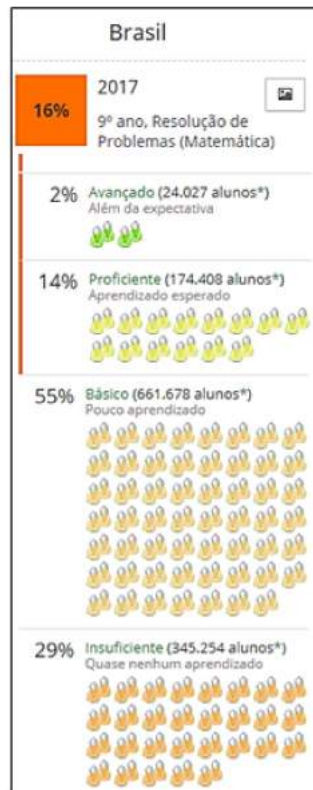 Brasil
16%
2017
9º ano, Resolução de
Problemas (Matemática)
2%
Avançado (24.027 alunos*)
Além da expectativa
14%
Proficiente (174.408 alunos*)
Aprendizado esperado
55%
Básico (661.678 alunos*)
Pouco aprendizado
29%
Insuficiente (345.254 alunos*)
Quase nenhum aprendizado